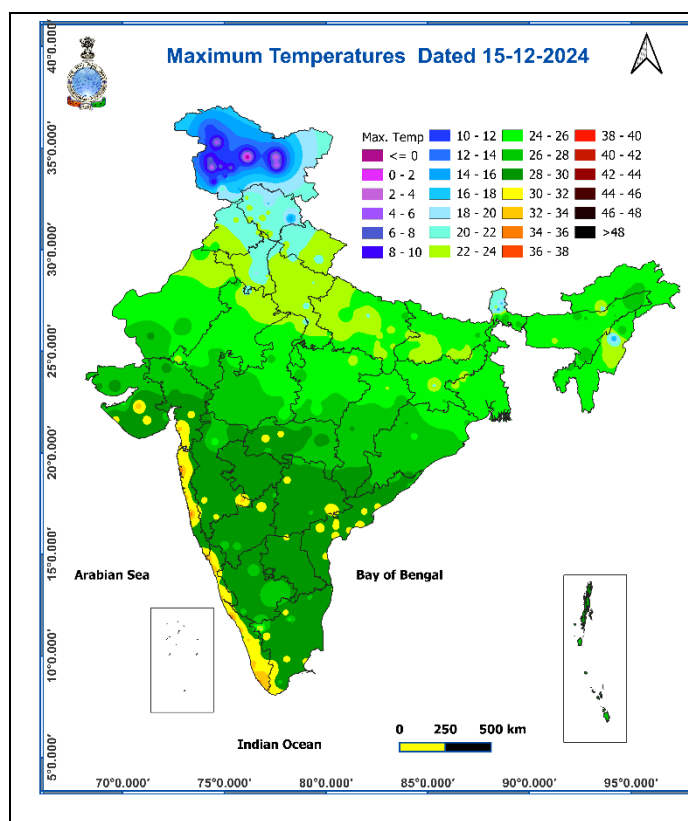 Maximum Temperatures Dated 15-12-2024
Max. Temp
<= 0
0 - 2
2 - 4
4 - 6
6 - 8
8 - 10
10 - 12
12 - 14
14 - 16
16 - 18
18 - 20
20 - 22
22 - 24
24 - 26
26 - 28
28 - 30
30 - 32
32 - 34
34 - 36
36 - 38
38 - 40
40 - 42
42 - 44
44 - 46
46 - 48
>48
40°0.000'
35°0.000'
30°0.000'
25°0.000'
20°0.000'
15°0.000'
10°0.000'
5°0.000'
Arabian Sea
Bay of Bengal
Indian Ocean
0 250 500 km
70°0.000' 75°0.000' 80°0.000' 85°0.000' 90°0.000' 95°0.000'